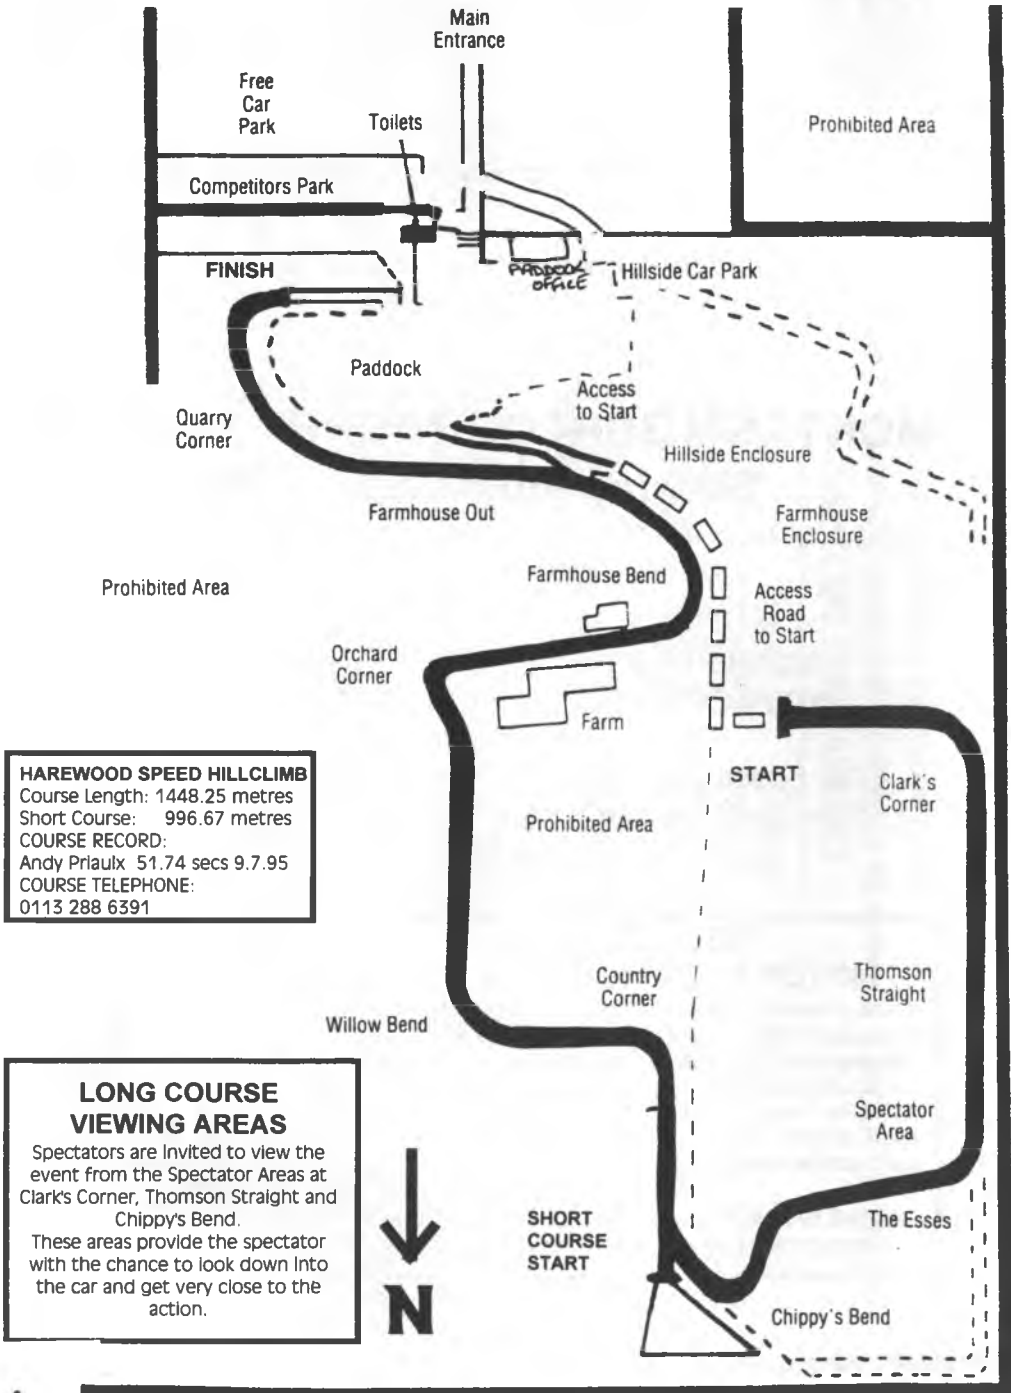 Main
Entrance
Free
Car
Park
Toilets
Prohibited Area
Competitors Park
FINISH
PADDOCK
OFFICE
Hillside Car Park
Paddock
Access
to Start
Quarry
Corner
Hillside Enclosure
Farmhouse Out
Farmhouse
Enclosure
Farmhouse Bend
Prohibited Area
Access
Road
to Start
Orchard
Corner
Farm
START
Clark's
Corner
HAREWOOD SPEED HILLCLIMB
Course Length: 1448.25 metres
Short Course: 996.67 metres
COURSE RECORD:
Andy Priaulx 51.74 secs 9.7.95
COURSE TELEPHONE:
0113 288 6391
Prohibited Area
Country
Corner
Thomson
Straight
Willow Bend
LONG COURSE
VIEWING AREAS
Spectators are invited to view the
event from the Spectator Areas at
Clark's Corner, Thomson Straight and
Chippy's Bend.
These areas provide the spectator
with the chance to look down into
the car and get very close to the
action.
Spectator
Area
SHORT
COURSE
START
The Esses
N
Chippy's Bend